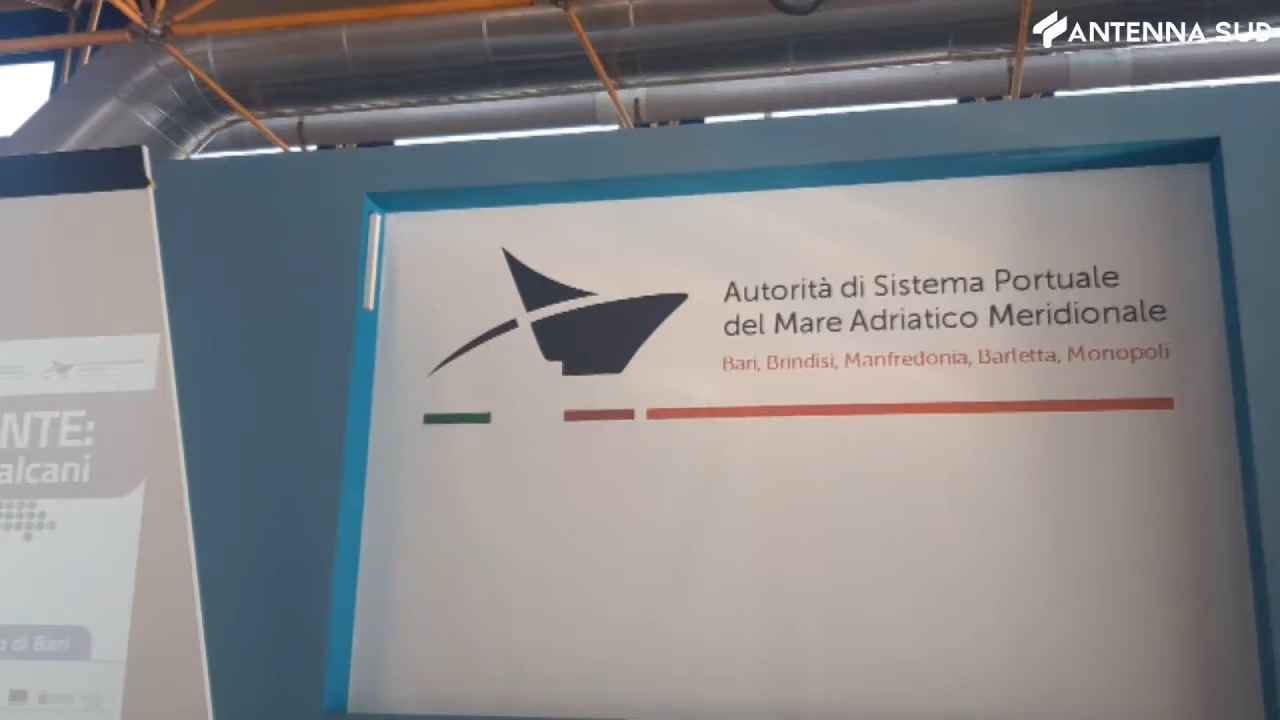 ANTENNA SUD
Autorità di Sistema Portuale
del Mare Adriatico Meridionale
Bari, Brindisi, Manfredonia, Barletta, Monopoli
NTE:
alcani
o di Bari